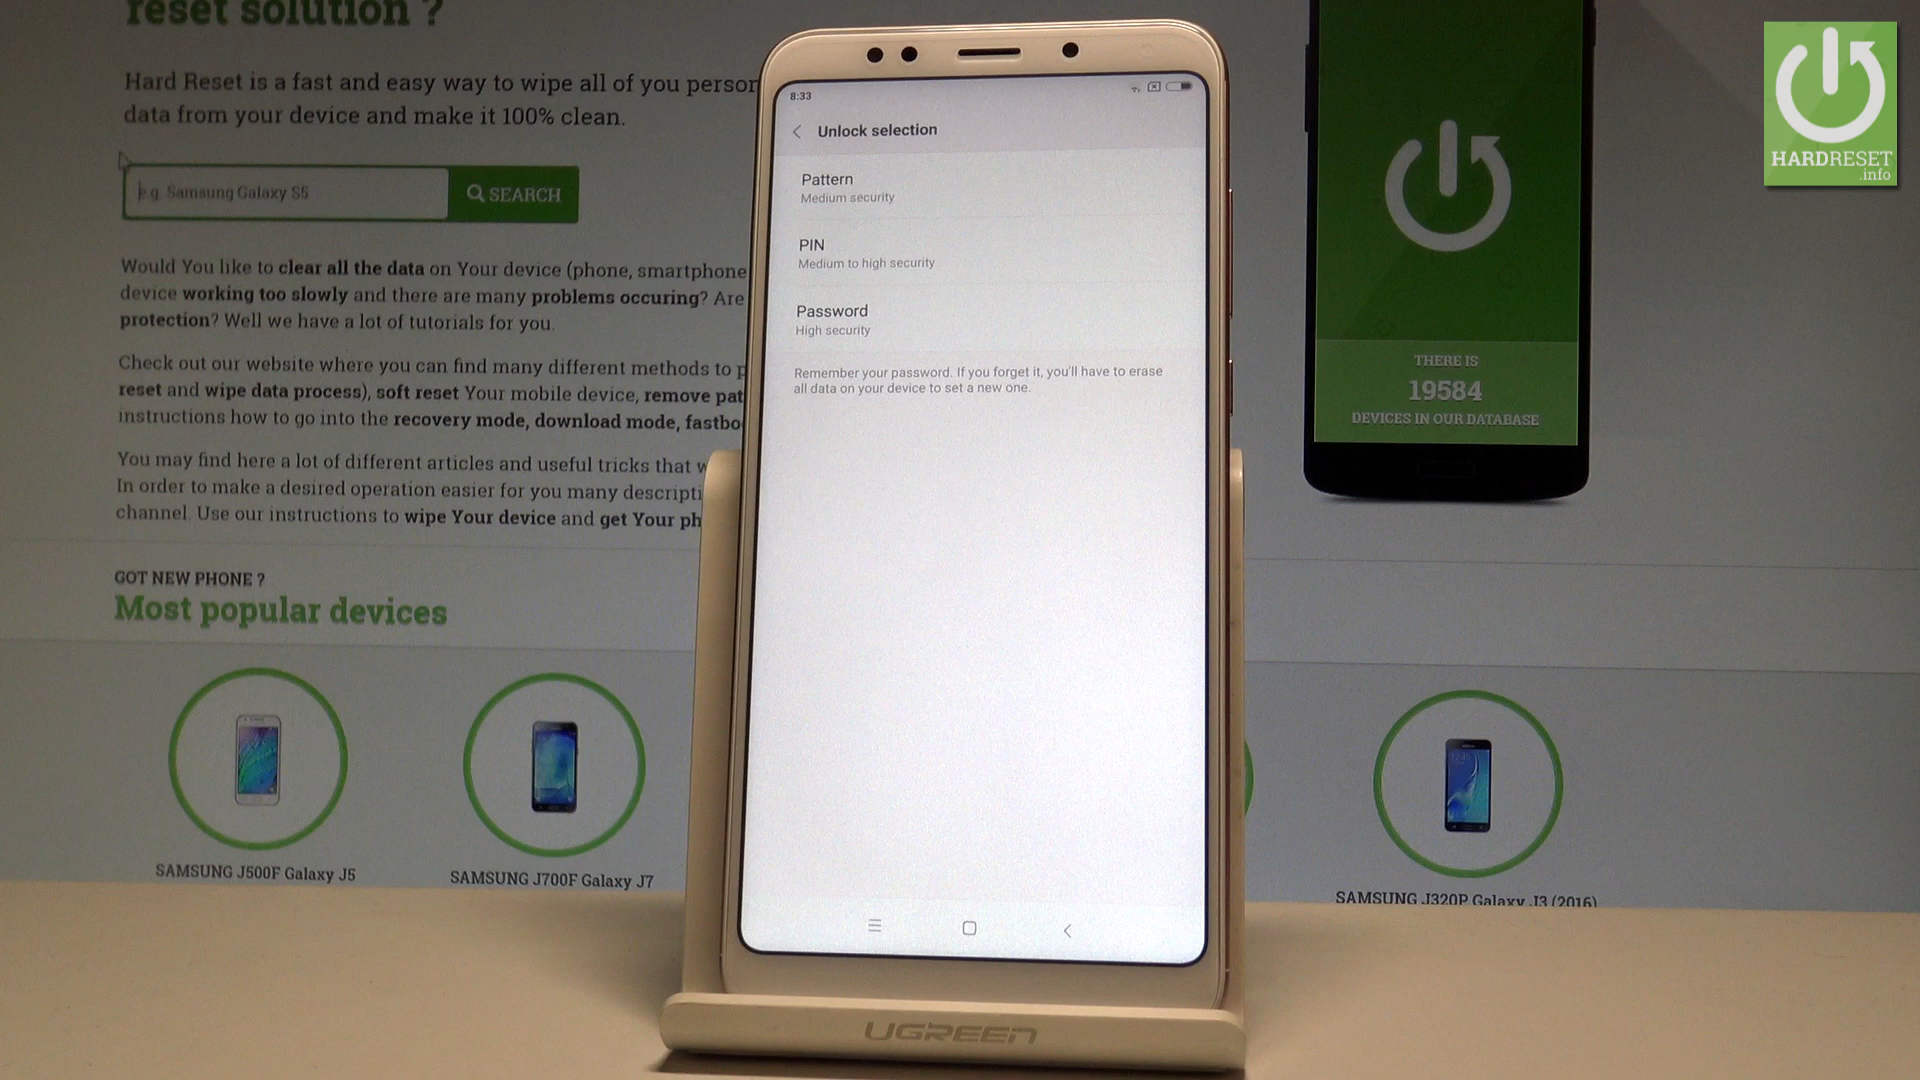 reset solution ?
Hard Reset is a fast and easy way to wipe all of you person
data from your device and make it 100% clean.
e.g. Samsung Galaxy S5
SEARCH
Would You like to clear all the data on Your device (phone, smartphone
device working too slowly and there are many problems occuring? Are
protection? Well we have a lot of tutorials for you.
Check out our website where you can find many different methods to p
reset and wipe data process), soft reset Your mobile device, remove pat
instructions how to go into the recovery mode, download mode, fastbo
You may find here a lot of different articles and useful tricks that w
In order to make a desired operation easier for you many descripti
channel. Use our instructions to wipe Your device and get Your ph
GOT NEW PHONE ?
Most popular devices
SAMSUNG J500F Galaxy J5
SAMSUNG J700F Galaxy J7
8:33
Unlock selection
Pattern
Medium security
PIN
Medium to high security
Password
High security
Remember your password. If you forget it, you'll have to erase
all data on your device to set a new one.
UGREEN
THERE IS
19584
DEVICES IN OUR DATABASE
SAMSUNG J320P Galaxy J3 (2016)
HARDRESET
.info